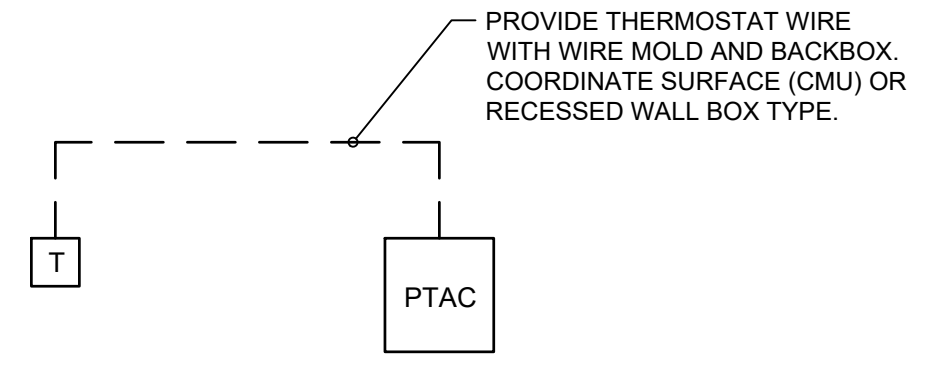 PROVIDE THERMOSTAT WIRE
WITH WIRE MOLD AND BACKBOX.
COORDINATE SURFACE (CMU) OR
RECESSED WALL BOX TYPE.
T
PTAC